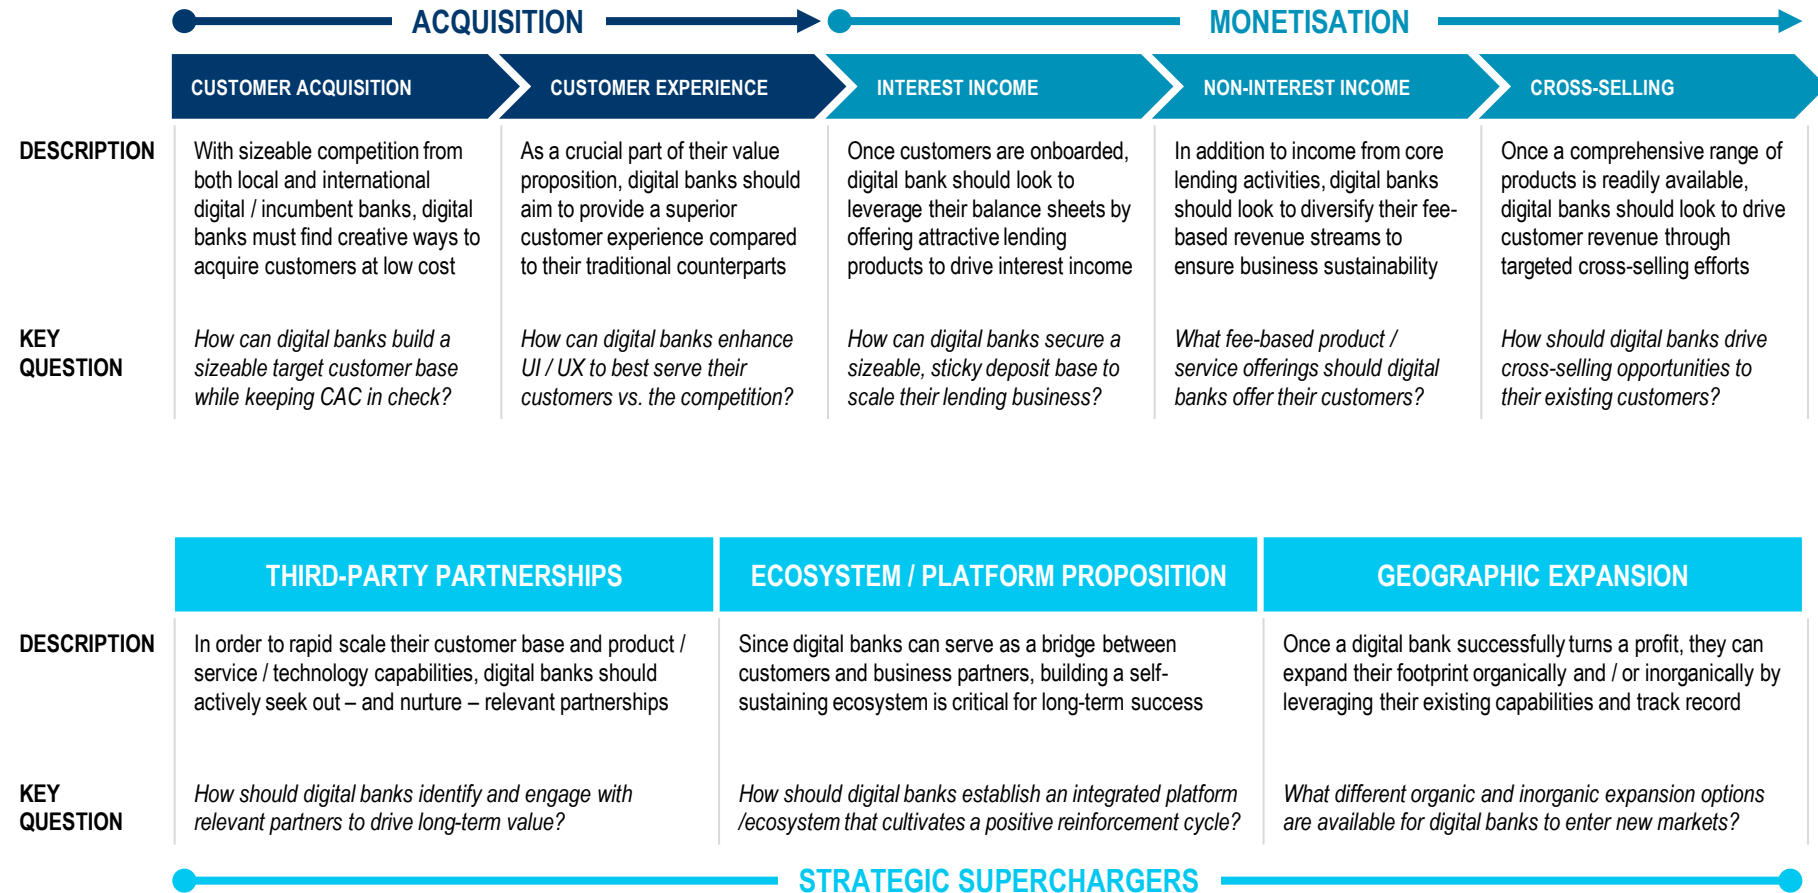 ACQUISITION
MONETISATION
CUSTOMER ACQUISITION
CUSTOMER EXPERIENCE
INTEREST INCOME
NON-INTEREST INCOME
CROSS-SELLING
DESCRIPTION
With sizeable competition from
both local and international
digital / incumbent banks, digital
banks must find creative ways to
acquire customers at low cost
As a crucial part of their value
proposition, digital banks should
aim to provide a superior
customer experience compared
to their traditional counterparts
Once customers are onboarded,
digital bank should look to
leverage their balance sheets by
offering attractive lending
products to drive interest income
In addition to income from core
lending activities, digital banks
should look to diversify their fee-
based revenue streams to
ensure business sustainability
Once a comprehensive range of
products is readily available,
digital banks should look to drive
customer revenue through
targeted cross-selling efforts
KEY
QUESTION
How can digital banks build a
sizeable target customer base
while keeping CAC in check?
How can digital banks enhance
UI / UX to best serve their
customers vs. the competition?
How can digital banks secure a
sizeable, sticky deposit base to
scale their lending business?
What fee-based product /
service offerings should digital
banks offer their customers?
How should digital banks drive
cross-selling opportunities to
their existing customers?
THIRD-PARTY PARTNERSHIPS
ECOSYSTEM / PLATFORM PROPOSITION
GEOGRAPHIC EXPANSION
DESCRIPTION
In order to rapid scale their customer base and product /
service / technology capabilities, digital banks should
actively seek out – and nurture – relevant partnerships
Since digital banks can serve as a bridge between
customers and business partners, building a self-
sustaining ecosystem is critical for long-term success
Once a digital bank successfully turns a profit, they can
expand their footprint organically and / or inorganically by
leveraging their existing capabilities and track record
KEY
QUESTION
How should digital banks identify and engage with
relevant partners to drive long-term value?
How should digital banks establish an integrated platform
/ecosystem that cultivates a positive reinforcement cycle?
What different organic and inorganic expansion options
are available for digital banks to enter new markets?
STRATEGIC SUPERCHARGERS